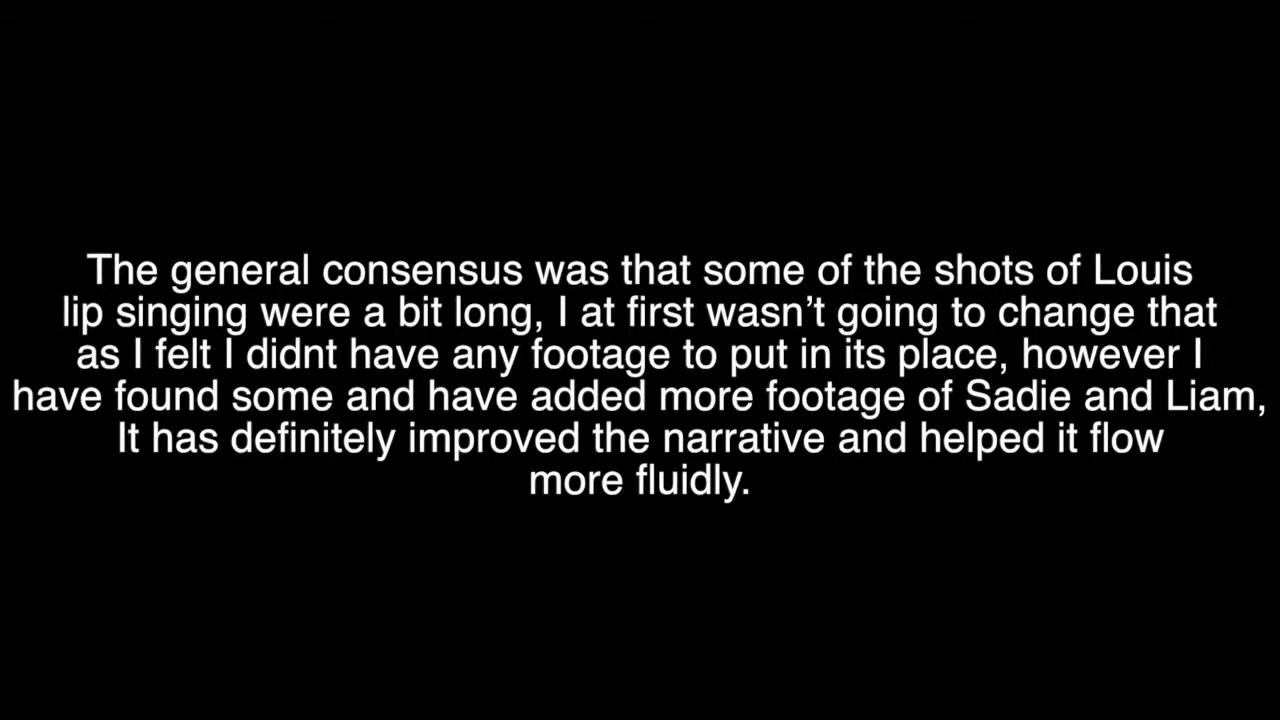 The general consensus was that some of the shots of Louis
lip singing were a bit long, I at first wasn’t going to change that
as I felt I didnt have any footage to put in its place, however I
have found some and have added more footage of Sadie and Liam,
It has definitely improved the narrative and helped it flow
more fluidly.